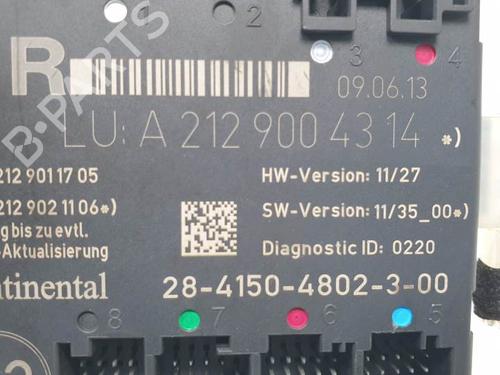 2
R
3
4
09.06.13
LU: A 212 900 43 14 *)
212 901 17 05
HW-Version: 11/27
212 902 11 06*)
SW-Version: 11/35_00*)
g bis zu evtl.
-Aktualisierung
Diagnostic ID: 0220
tinental
28-4150-4802-3-00
8
7
6
5
B-PARTS